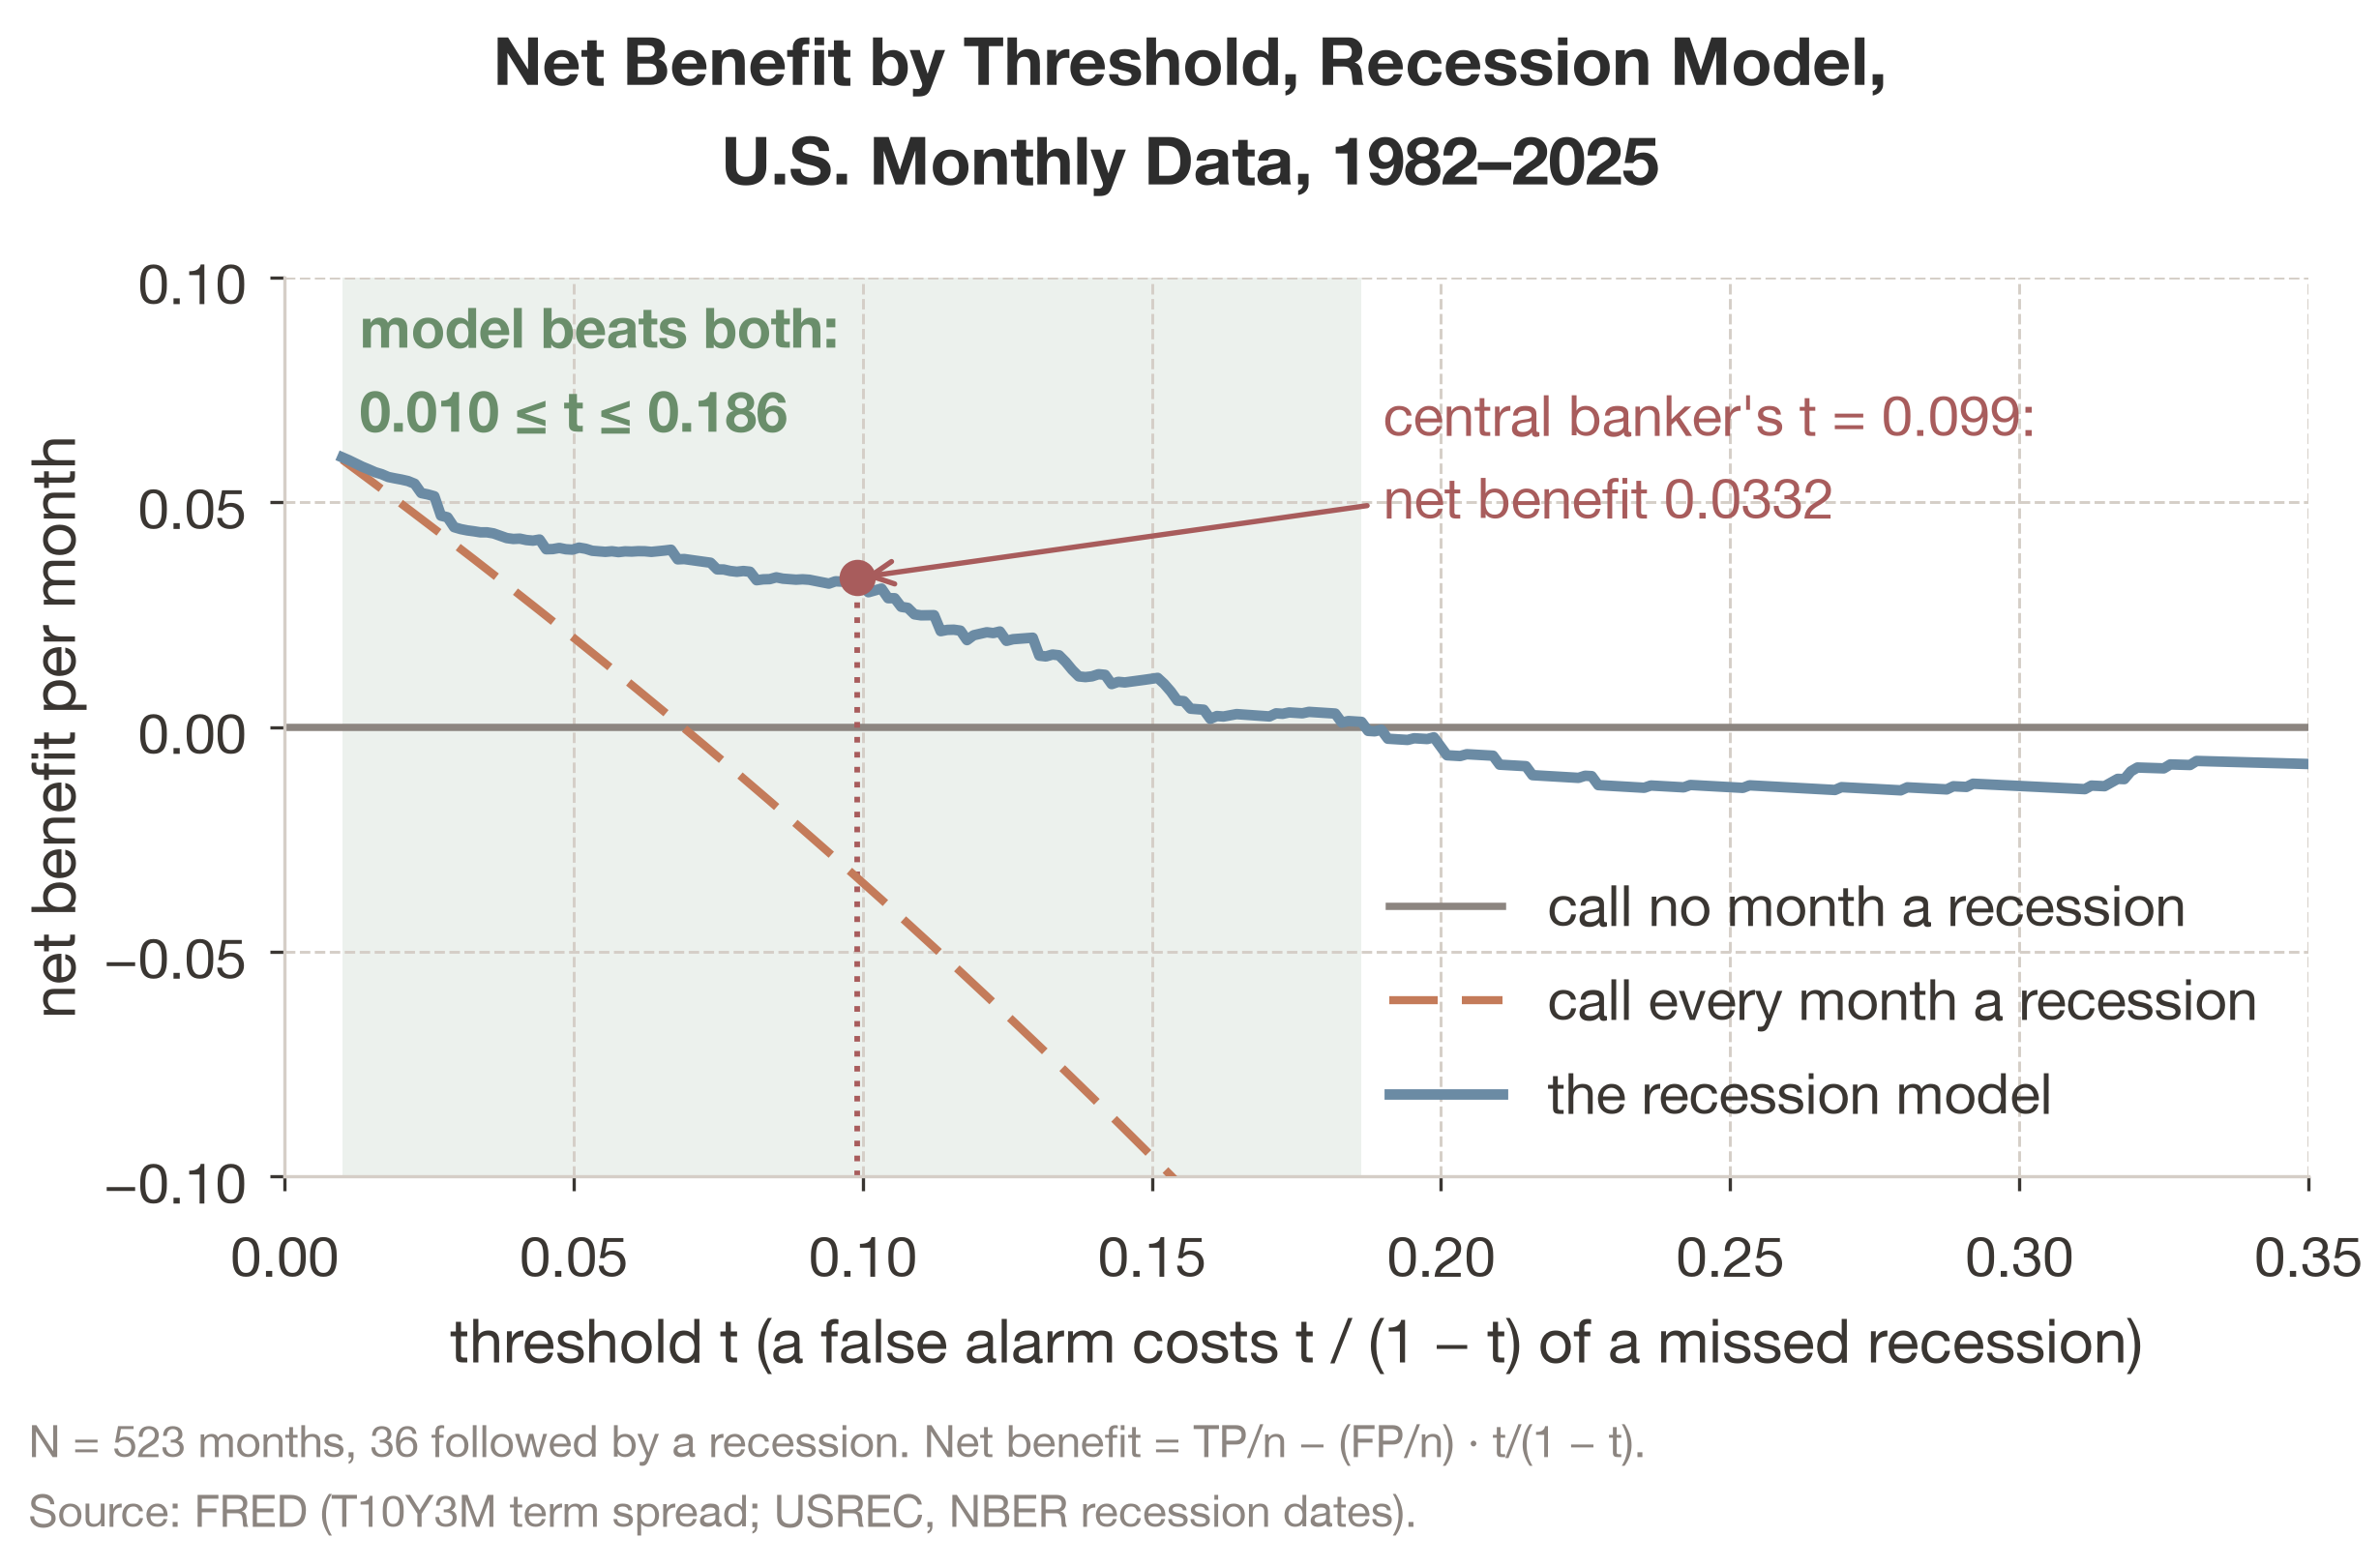 Net Benefit by Threshold, Recession Model,
U.S. Monthly Data, 1982–2025
net benefit per month
0.10
0.05
0.00
−0.05
−0.10
model beats both:
0.010 ≤ t ≤ 0.186
central banker's t = 0.099:
net benefit 0.0332
call no month a recession
call every month a recession
the recession model
0.00 0.05 0.10 0.15 0.20 0.25 0.30 0.35
threshold t (a false alarm costs t / (1 − t) of a missed recession)
N = 523 months, 36 followed by a recession. Net benefit = TP/n − (FP/n) · t/(1 − t).
Source: FRED (T10Y3M term spread; USREC, NBER recession dates).